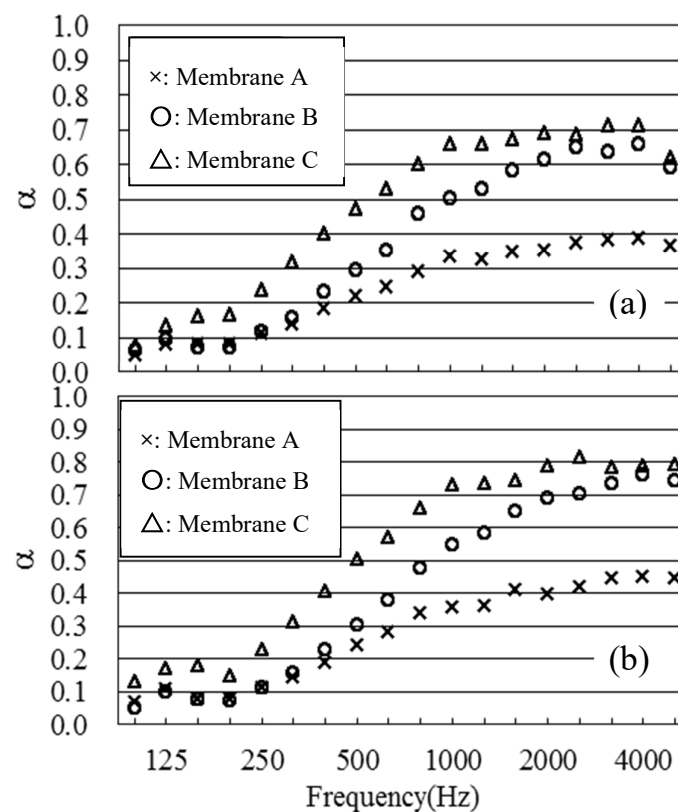 1.0
0.9
0.8
0.7
0.6
0.5
0.4
0.3
0.2
0.1
0.0
α
×: Membrane A
○: Membrane B
△: Membrane C
(a)
1.0
0.9
0.8
0.7
0.6
0.5
0.4
0.3
0.2
0.1
0.0
α
×: Membrane A
○: Membrane B
△: Membrane C
(b)
125 250 500 1000 2000 4000
Frequency(Hz)